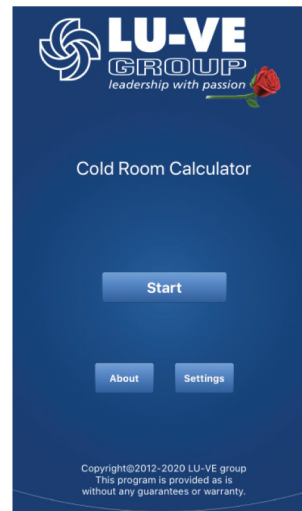 LU-VE
GROUP
leadership with passion
Cold Room Calculator
Start
About Settings
Copyright©2012-2020 LU-VE group
This program is provided as is
without any guarantees or warranty.